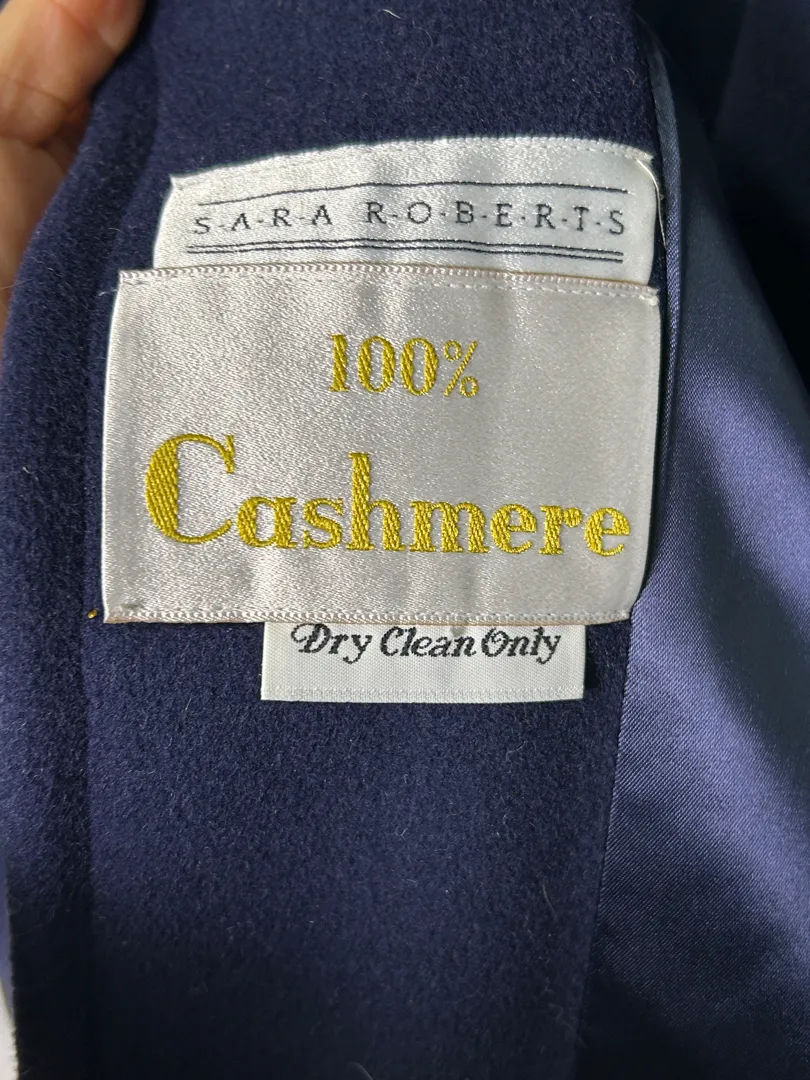 S·A·R·A R·O·B·E·R·T·S
100%
Cashmere
Dry Clean Only